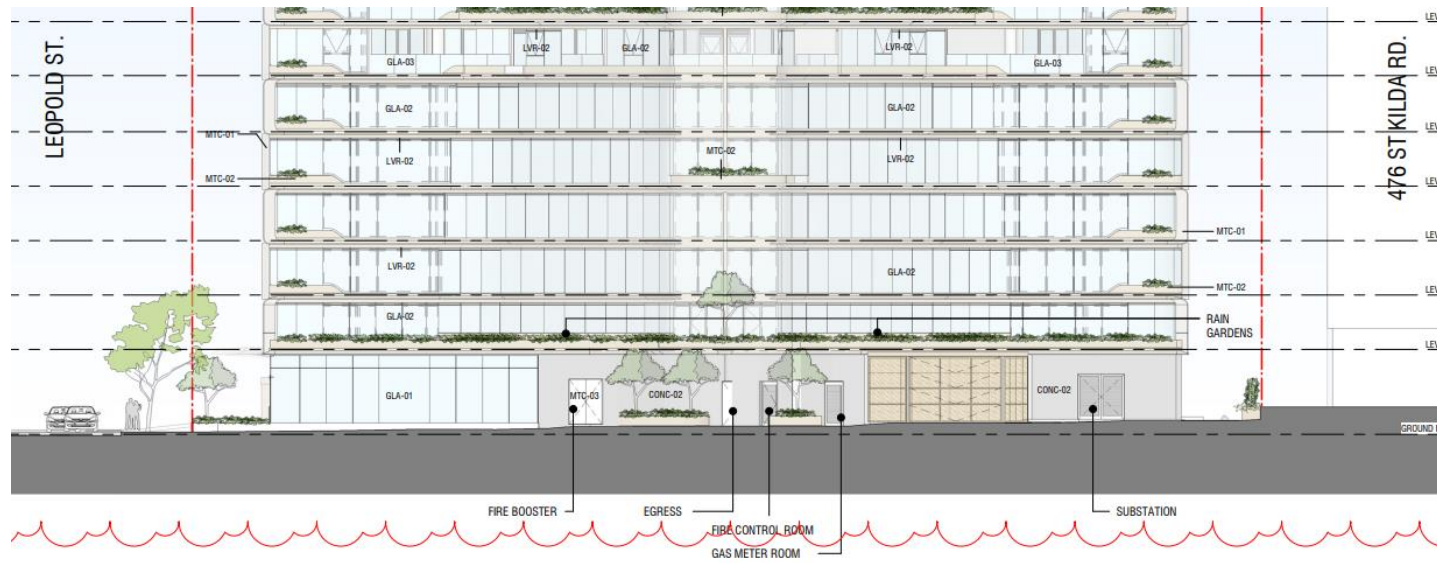 LEOPOLD ST.
476 ST KILDA RD.
LVR-02
GLA-02
LVR-02
GLA-03
GLA-03
GLA-02
GLA-02
MTC-01
LVR-02
MTC-02
LVR-02
MTC-02
MTC-01
LVR-02
GLA-02
MTC-02
GLA-02
RAIN
GARDENS
GLA-01
MTC-03
CONC-02
CONC-02
GROUND
FIRE BOOSTER
EGRESS
SUBSTATION
FIRE CONTROL ROOM
GAS METER ROOM